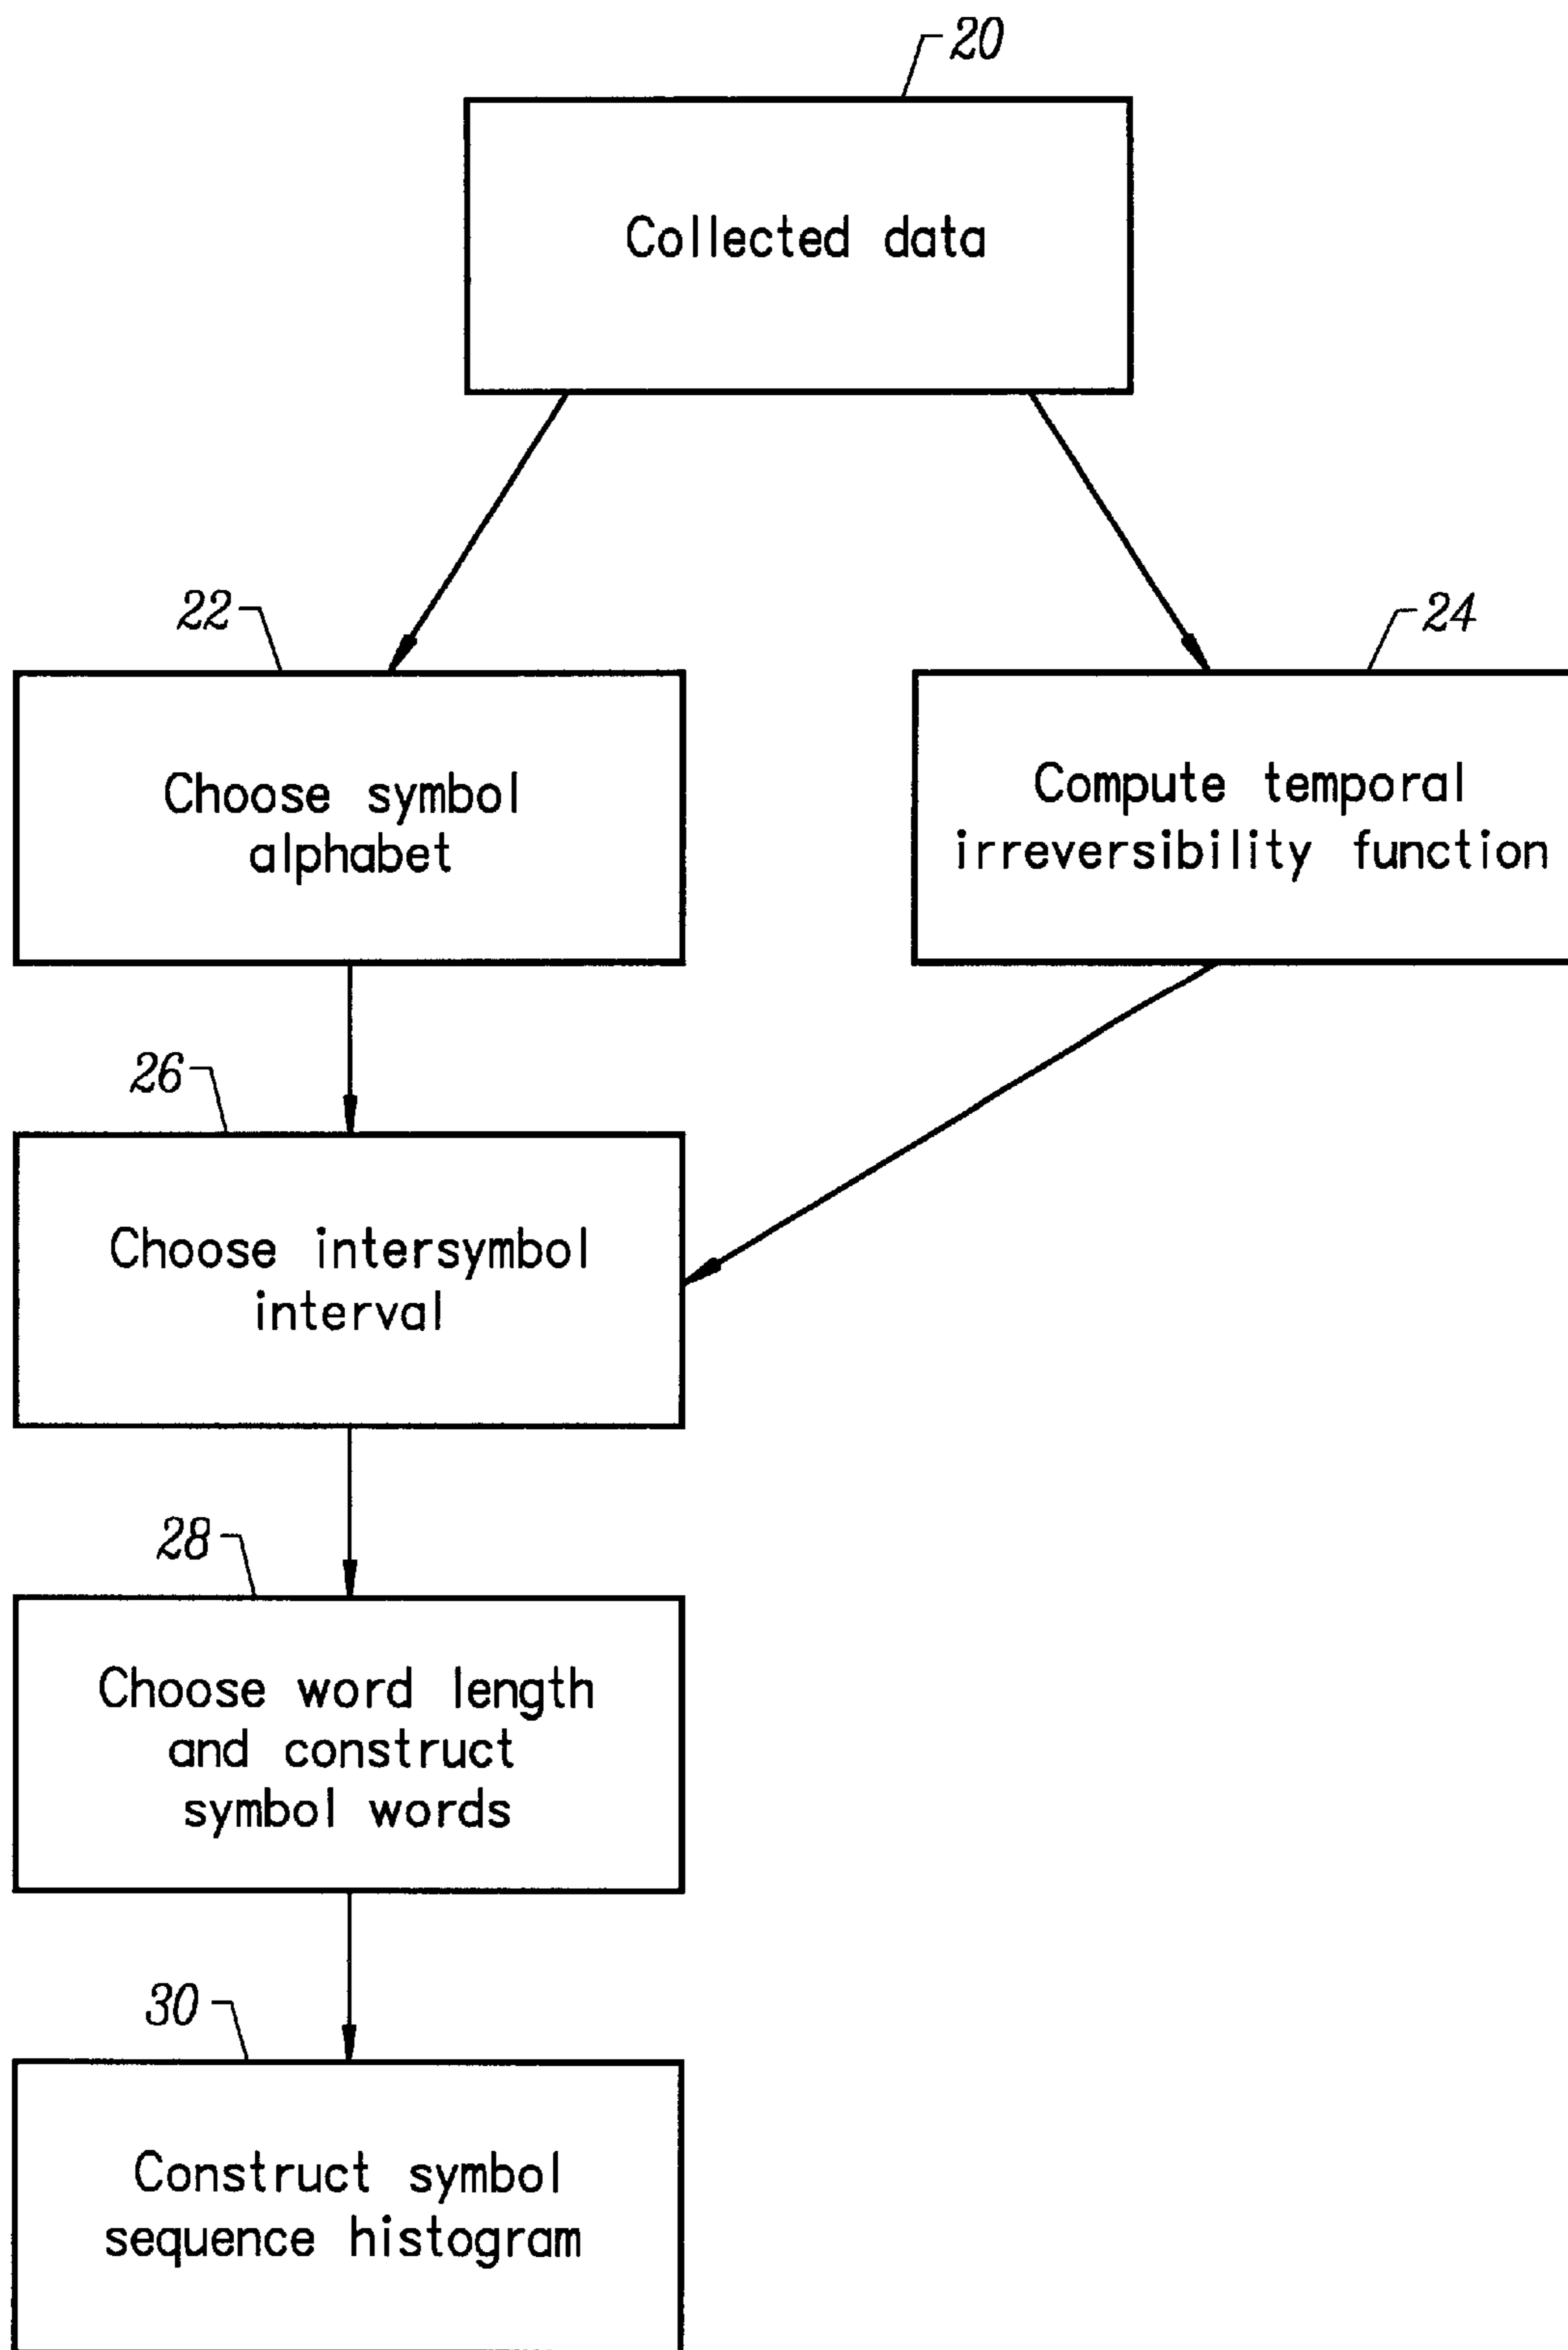 20
Collected data
22
24
Choose symbol
alphabet
Compute temporal
irreversibility function
26
Choose intersymbol
interval
28
Choose word length
and construct
symbol words
30
Construct symbol
sequence histogram